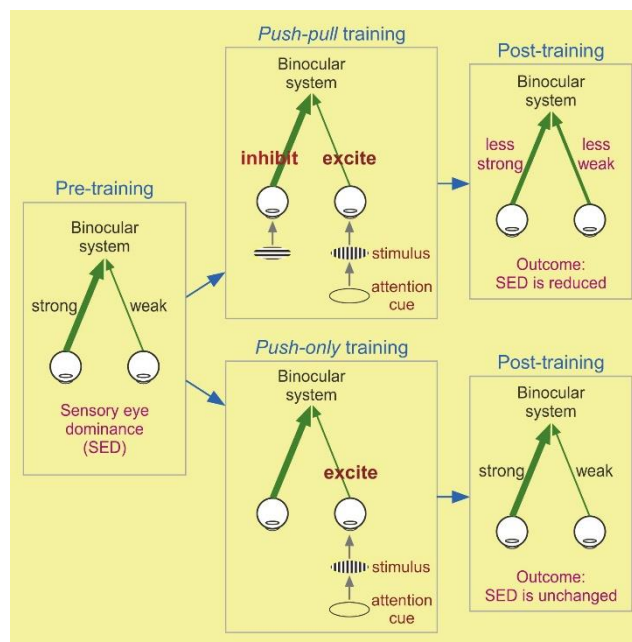 Pre-training
Binocular
system
strong
weak
Sensory eye
dominance
(SED)
Push-pull training
Binocular
system
inhibit
excite
stimulus
attention
cue
Post-training
Binocular
system
less
strong
less
weak
Outcome:
SED is reduced
Push-only training
Binocular
system
excite
stimulus
attention
cue
Post-training
Binocular
system
strong
weak
Outcome:
SED is unchanged